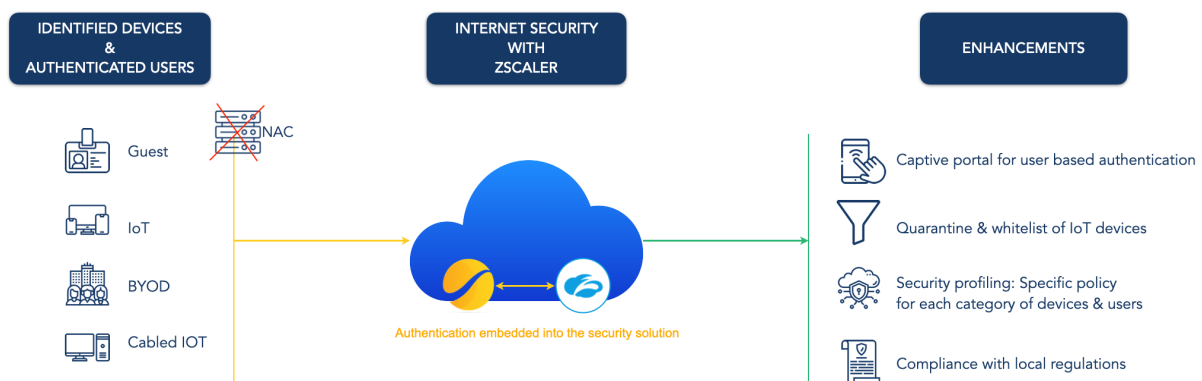 IDENTIFIED DEVICES
&
AUTHENTICATED USERS
INTERNET SECURITY
WITH
ZSCALER
ENHANCEMENTS
NAC
Guest
IoT
BYOD
Cabled IOT
Authentication embedded into the security solution
Captive portal for user based authentication
Quarantine & whitelist of IoT devices
Security profiling: Specific policy
for each category of devices & users
Compliance with local regulations